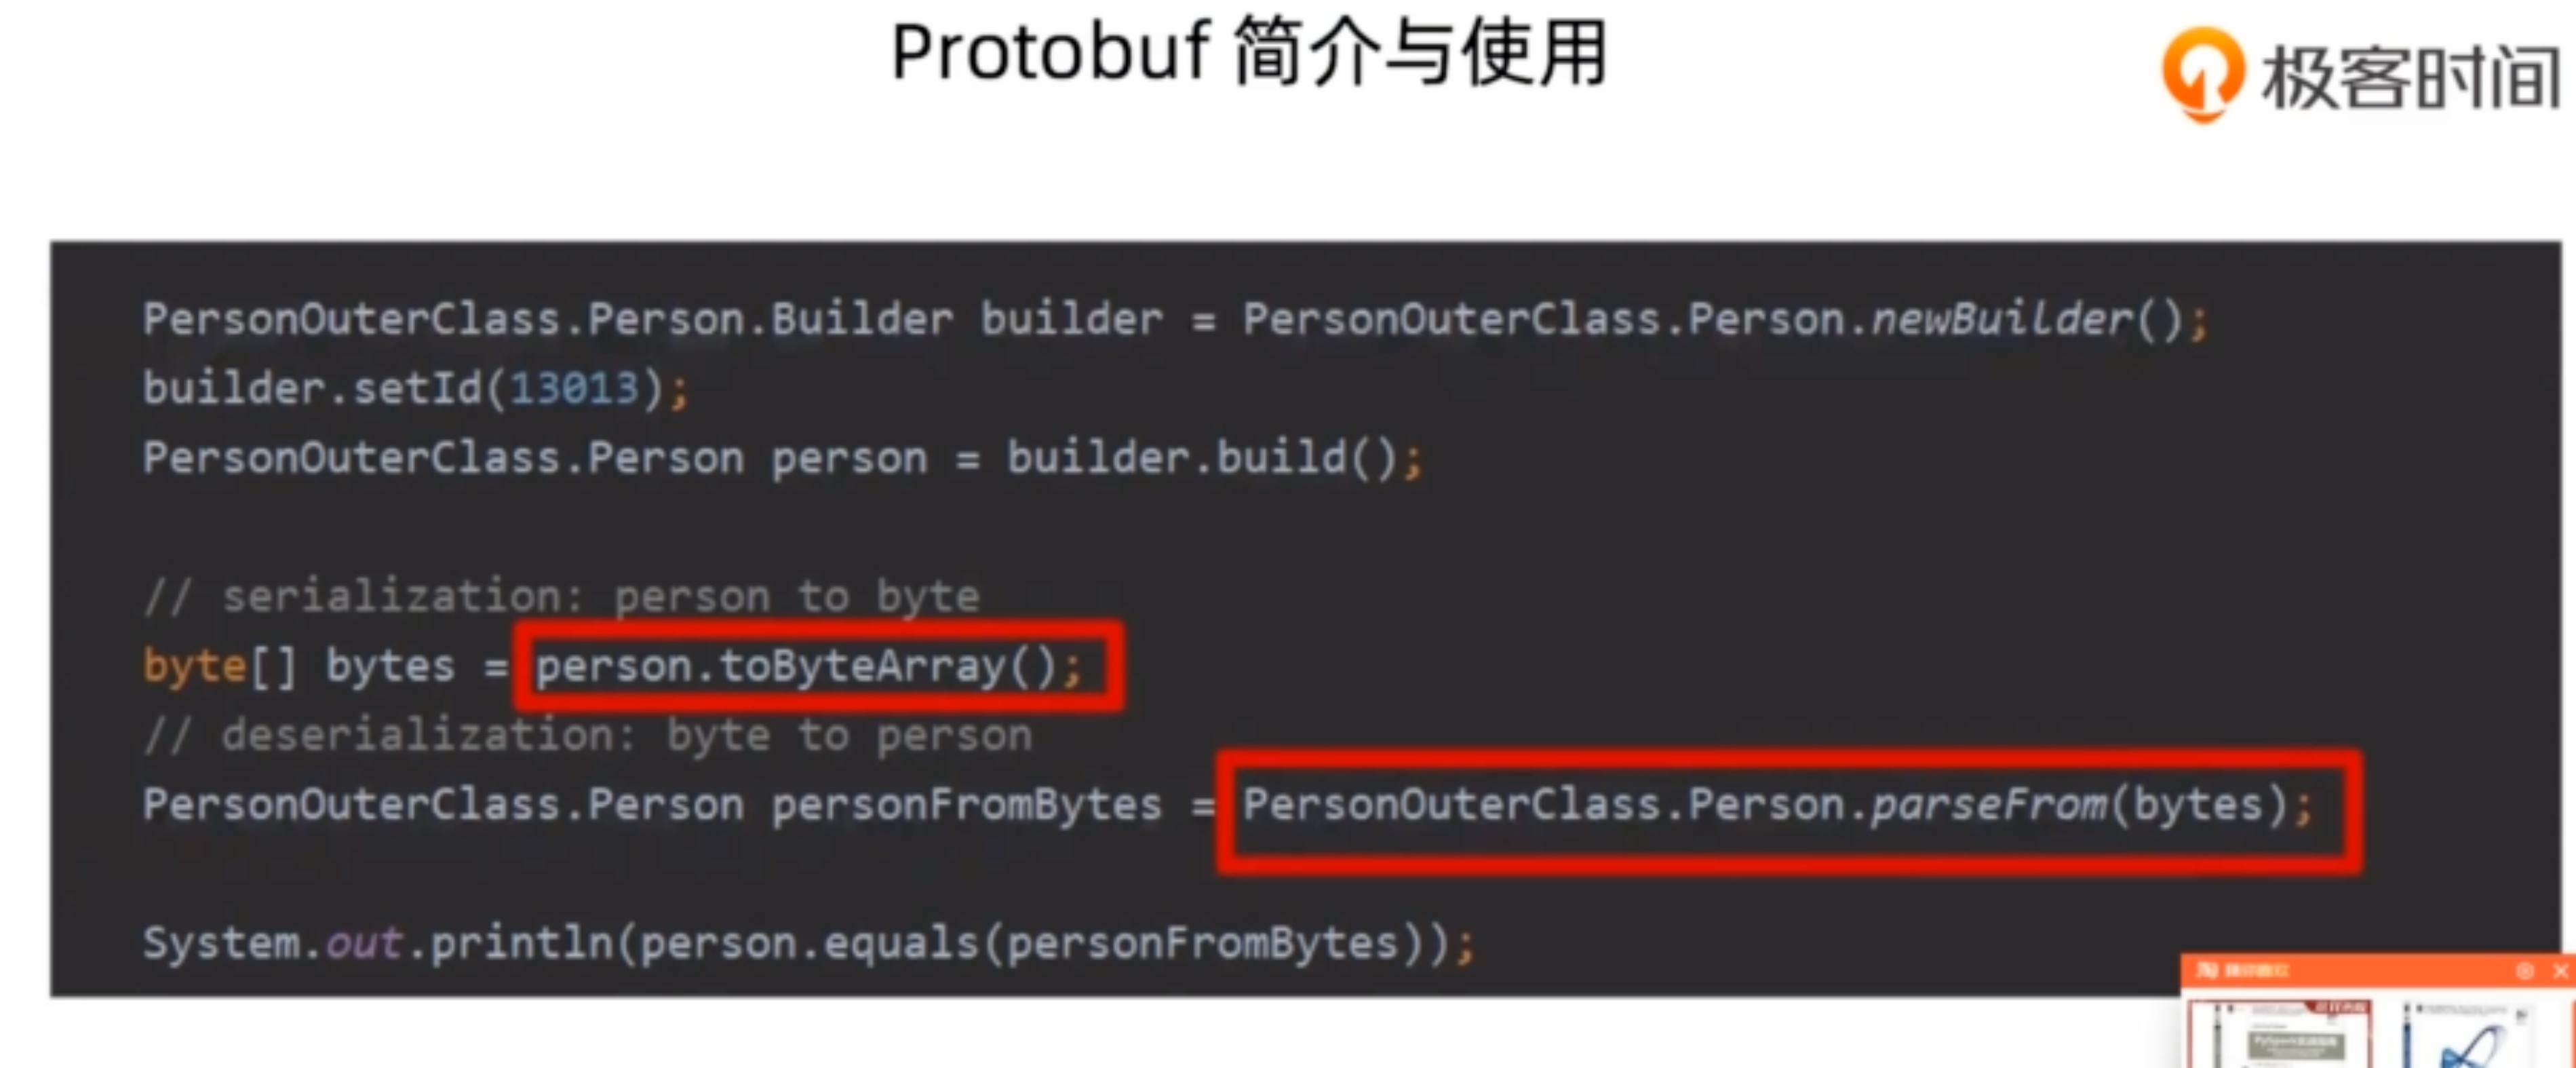 Protobuf 简介与使用
极客时间
PersonOuterClass.Person.Builder builder = PersonOuterClass.Person.newBuilder();
builder.setId(13013);
PersonOuterClass.Person person = builder.build();
// serialization: person to byte
byte[] bytes = person.toByteArray();
// deserialization: byte to person
PersonOuterClass.Person personFromBytes = PersonOuterClass.Person.parseFrom(bytes);
System.out.println(person.equals(personFromBytes));